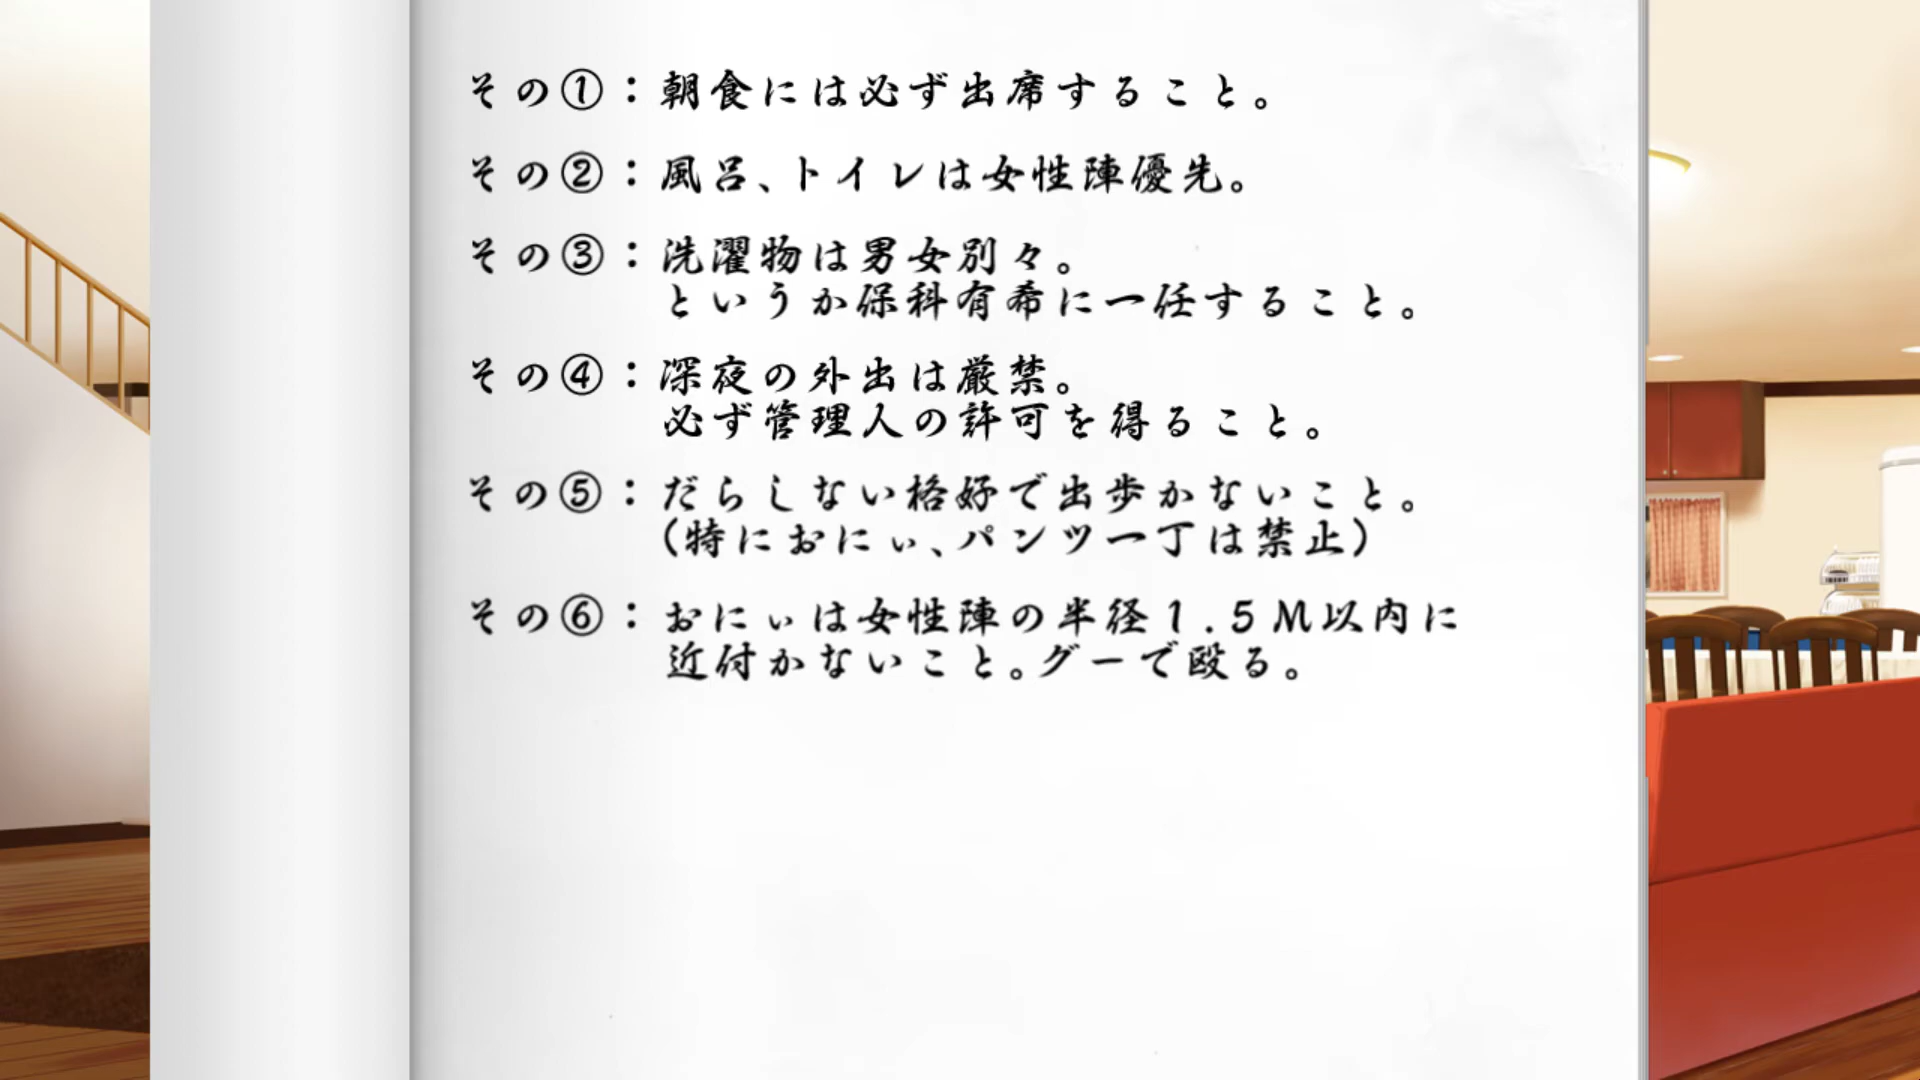 その①：朝食には必ず出席すること。
その②：風呂、トイレは女性陣優先。
その③：洗濯物は男女別々。
というか保科有希に一任すること。
その④：深夜の外出は厳禁。
必ず管理人の許可を得ること。
その⑤：だらしない格好で出歩かないこと。
（特におにぃ、パンツ一丁は禁止）
その⑥：おにぃは女性陣の半径１.５Ｍ以内に
近付かないこと。グーで殴る。